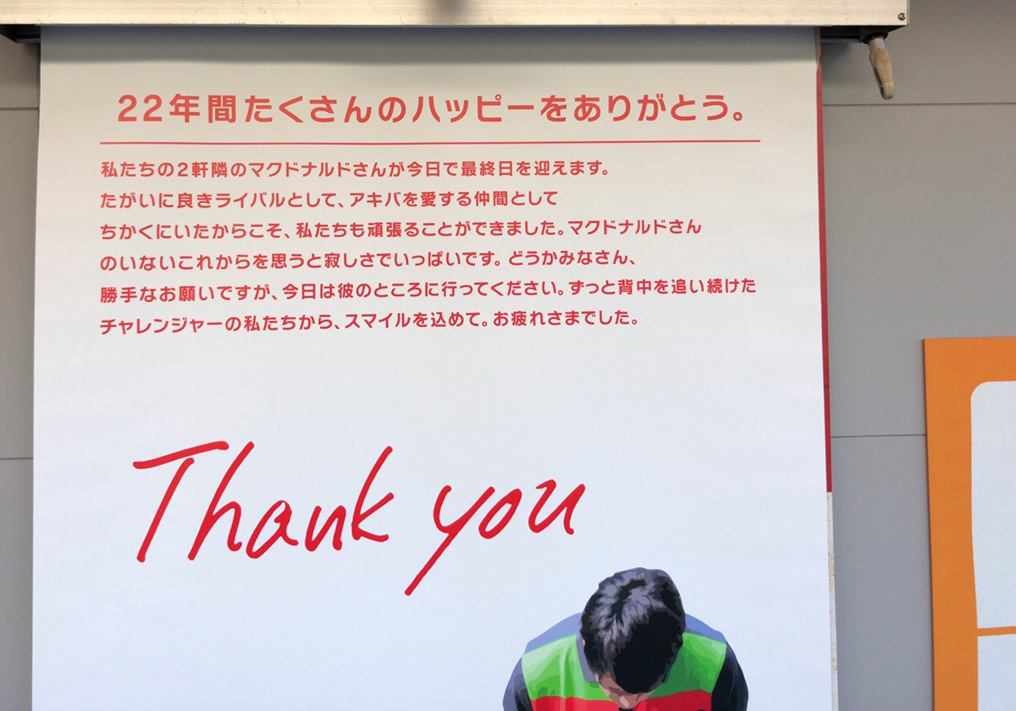 22年間たくさんのハッピーをありがとう。
私たちの2軒隣のマクドナルドさんが今日で最終日を迎えます。
たがいに良きライバルとして、アキバを愛する仲間として
ちかくにいたからこそ、私たちも頑張ることができました。マクドナルドさん
のいないこれからを思うと寂しさでいっぱいです。どうかみなさん、
勝手なお願いですが、今日は彼のところに行ってください。ずっと背中を追い続けた
チャレンジャーの私たちから、スマイルを込めて。お疲れさまでした。
Thank you